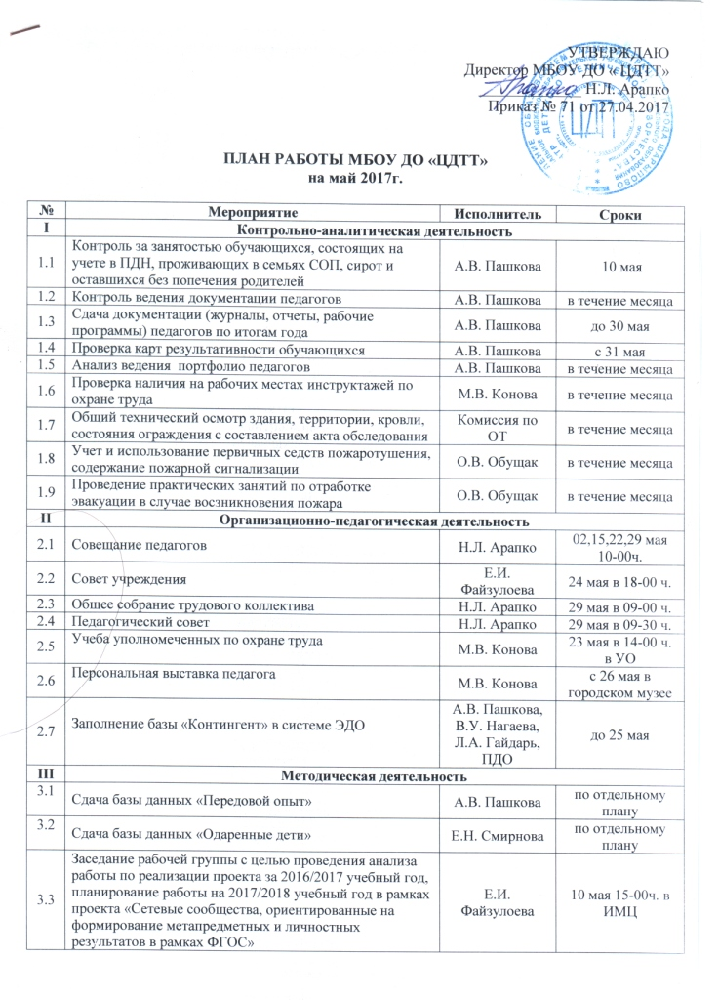 УТВЕРЖДАЮ
Директор МБОУ ДО « ЦДТТ»
Н.Л. Арапко
Приказ № 71 от 27.04.2017
ПЛАН РАБОТЫ МБОУ ДО «ЦДТТ»
на май 2017г.
№ Мероприятие Исполнитель Сроки
I Контрольно-аналитическая деятельность
Контроль за занятостью обучающихся, состоящих на
1.1 учете в ПДН, проживающих в семьях СОП, сирот и А.В. Пашкова 10 мая
оставшихся без попечения родителей
1.2 Контроль ведения документации педагогов А.В. Пашкова в течение месяца
1.3 Сдача документации (журналы, отчеты, рабочие А.В. Пашкова до 30 мая
программы) педагогов по итогам года
1.4 Проверка карт результативности обучающихся А.В. Пашкова с 31 мая
1.5 Анализ ведения портфолио педагогов А.В. Пашкова в течение месяца
1.6 Проверка наличия на рабочих местах инструктажей по М.В. Конова в течение месяца
охране труда
1.7 Общий технический осмотр здания, территории, кровли, Комиссия по в течение месяца
состояния ограждения с составлением акта обследования ОТ
1.8 Учет и использование первичных седств пожаротушения, О.В. Обущак в течение месяца
содержание пожарной сигнализации
1.9 Проведение практических занятий по отработке О.В. Обущак в течение месяца
эвакуации в случае возникновения пожара
II Организационно-педагогическая деятельность
2.1 Совещание педагогов Н.Л. Арапко 02,15,22,29 мая
10-00ч.
2.2 Совет учреждения Е.И. 24 мая в 18-00 ч.
Файзулоева
2.3 Общее собрание трудового коллектива Н.Л. Арапко 29 мая в 09-00 ч.
2.4 Педагогический совет Н.Л. Арапко 29 мая в 09-30 ч.
2.5 Учеба уполномеченных по охране труда М.В. Конова 23 мая в 14-00 ч.
в УО
2.6 Персональная выставка педагога М.В. Конова с 26 мая в
городском музее
2.7 Заполнение базы «Контингент» в системе ЭДО А.В. Пашкова, до 25 мая
В.У. Нагаева,
Л.А. Гайдарь,
ПДО
III Методическая деятельность
3.1 Сдача базы данных «Передовой опыт» А.В. Пашкова по отдельному
плану
3.2 Сдача базы данных «Одаренные дети» Е.Н. Смирнова по отдельному
плану
Заседание рабочей группы с целью проведения анализа
работы по реализации проекта за 2016/2017 учебный год,
3.3 планирование работы на 2017/2018 учебный год в рамках Е.И. 10 мая 15-00ч. в
проекта «Сетевые сообщества, ориентированные на Файзулоева ИМЦ
формирование метапредметных и личностных
результатов в рамках ФГОС»